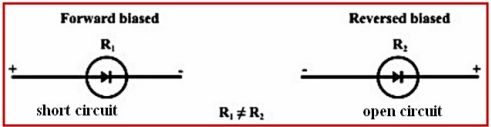 Forward biased
Reversed biased
R₁
R₂
+ -
- +
short circuit
R₁ ≠ R₂
open circuit